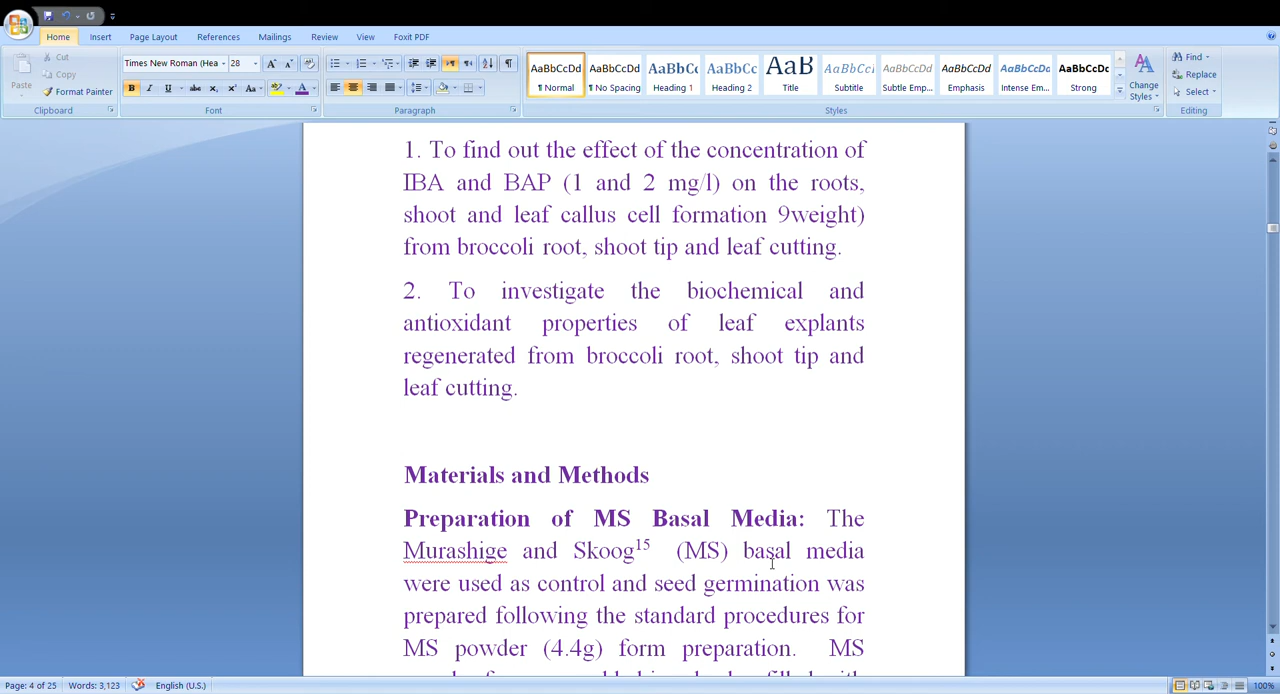 Home Insert Page Layout References Mailings Review View Foxit PDF
Cut
Copy
Format Painter
Paste
Clipboard
Times New Roman (Hea 28
Font
Paragraph
AaBbCcDd AaBbCcDd AaBbCc AaBbCc AaB AaBbCcI AaBbCcDd AaBbCcDd AaBbCcDd AaBbCcDc
¶ Normal ¶ No Spacing Heading 1 Heading 2 Title Subtitle Subtle Emp... Emphasis Intense Em... Strong
Change
Styles
Styles
Find
Replace
Select
Editing
1. To find out the effect of the concentration of
IBA and BAP (1 and 2 mg/l) on the roots,
shoot and leaf callus cell formation 9weight)
from broccoli root, shoot tip and leaf cutting.
2. To investigate the biochemical and
antioxidant properties of leaf explants
regenerated from broccoli root, shoot tip and
leaf cutting.
Materials and Methods
Preparation of MS Basal Media: The
Murashige and Skoog15 (MS) basal media
were used as control and seed germination was
prepared following the standard procedures for
MS powder (4.4g) form preparation. MS
Page: 4 of 25 Words: 3,123 English (U.S.) 100%